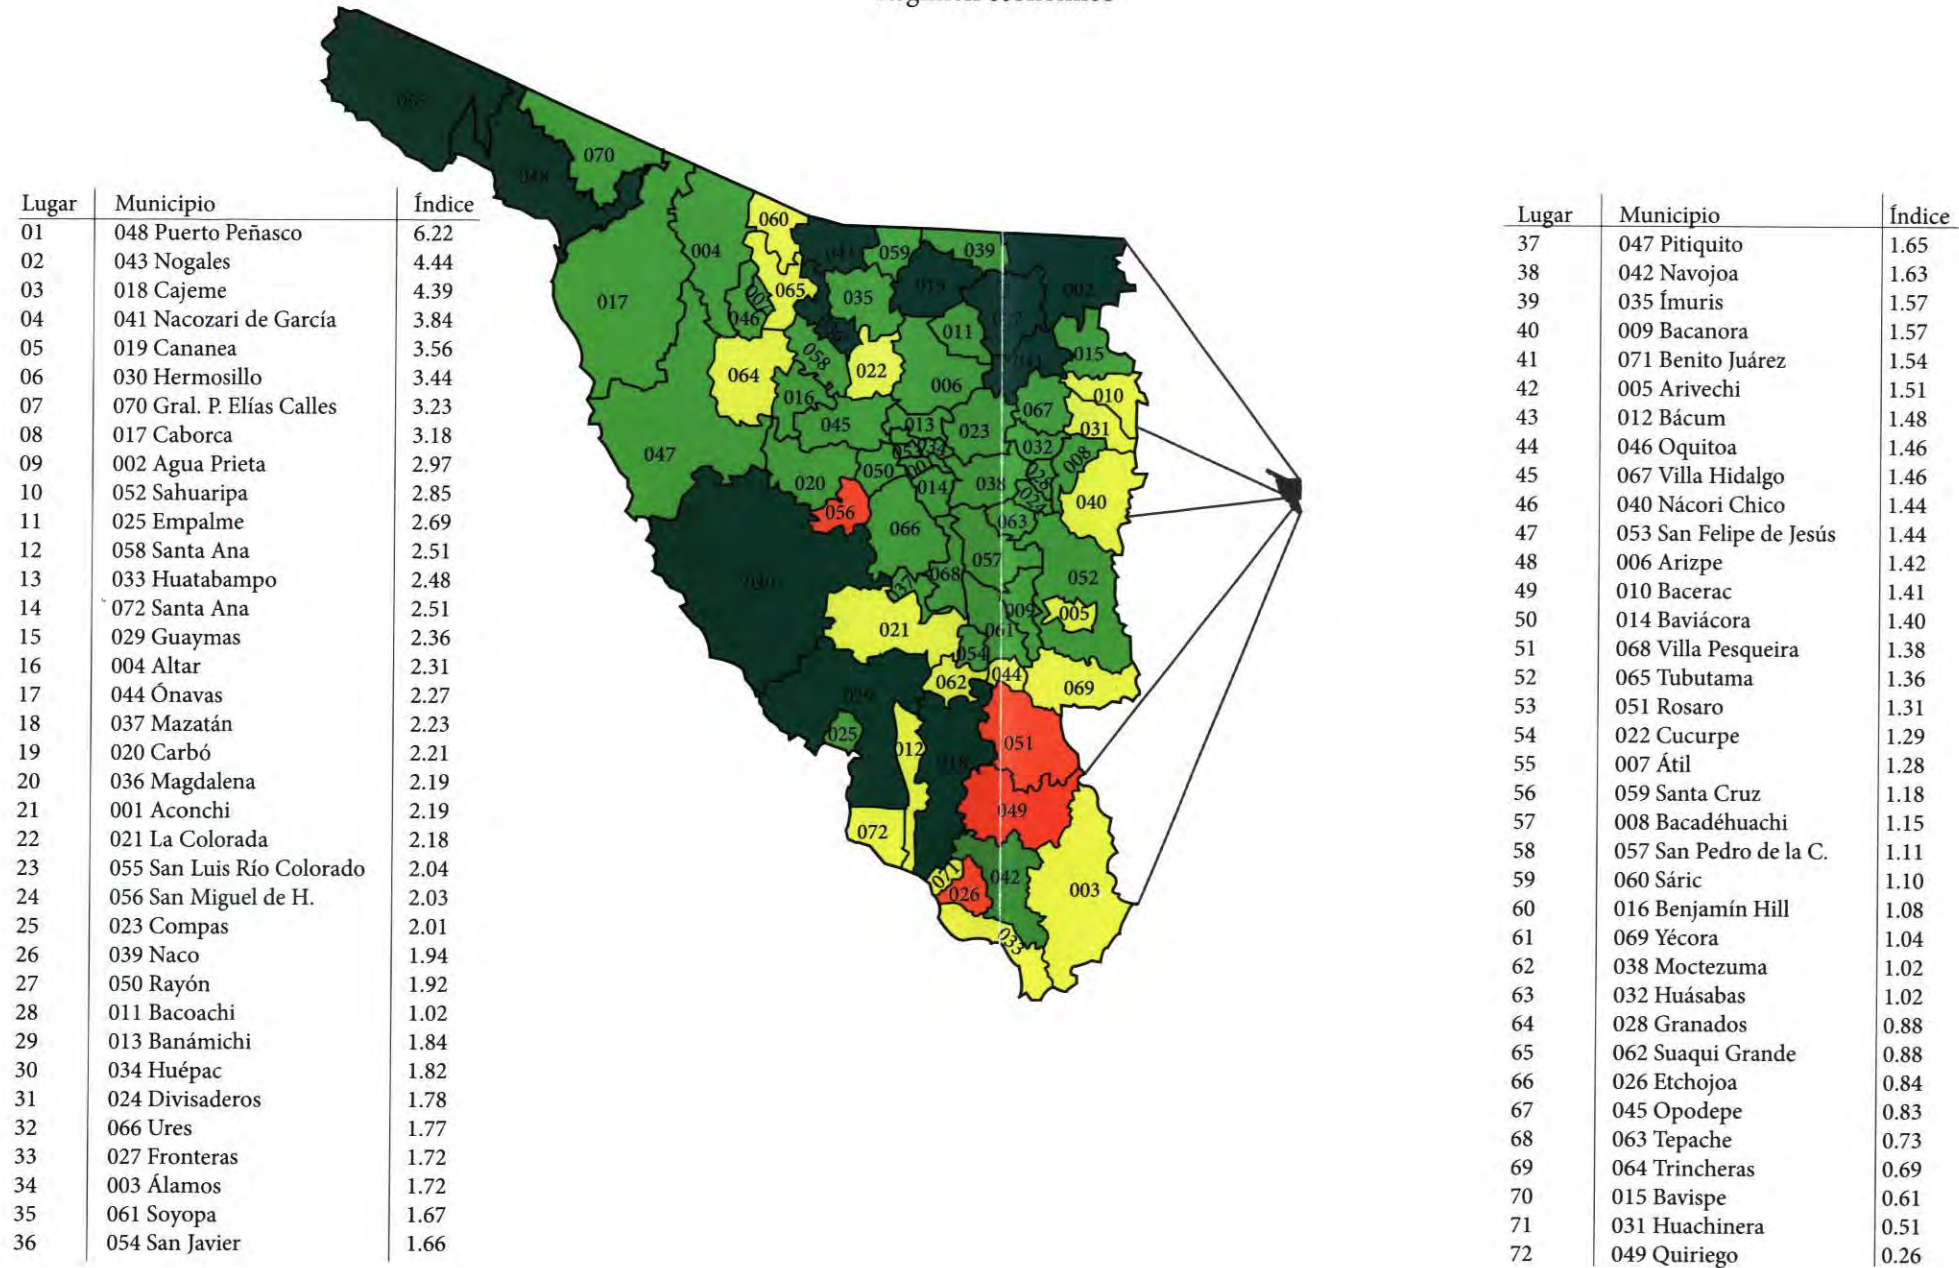 Lugar Municipio Índice
01 048 Puerto Peñasco 6.22
02 043 Nogales 4.44
03 018 Cajeme 4.39
04 041 Nacozari de García 3.84
05 019 Cananea 3.56
06 030 Hermosillo 3.44
07 070 Gral. P. Elías Calles 3.23
08 017 Caborca 3.18
09 002 Agua Prieta 2.97
10 052 Sahuaripa 2.85
11 025 Empalme 2.69
12 058 Santa Ana 2.51
13 033 Huatabampo 2.48
14 072 Santa Ana 2.51
15 029 Guaymas 2.36
16 004 Altar 2.31
17 044 Ónavas 2.27
18 037 Mazatán 2.23
19 020 Carbó 2.21
20 036 Magdalena 2.19
21 001 Aconchi 2.19
22 021 La Colorada 2.18
23 055 San Luis Río Colorado 2.04
24 056 San Miguel de H. 2.03
25 023 Compas 2.01
26 039 Naco 1.94
27 050 Rayón 1.92
28 011 Bacoachi 1.02
29 013 Banámichi 1.84
30 034 Huépac 1.82
31 024 Divisaderos 1.78
32 066 Ures 1.77
33 027 Fronteras 1.72
34 003 Álamos 1.72
35 061 Soyopa 1.67
36 054 San Javier 1.66
070
048
060
004
059
039
017
007
065
035
019
002
046
011
058
015
064
022
006
010
016
067
013
045
023
031
047
032
008
050
020
014
038
040
056
066
063
057
068
052
037
009
005
021
061
054
044
062
069
029
025
012
018
051
049
072
071
026
042
003
033
Lugar Municipio Índice
37 047 Pitiquito 1.65
38 042 Navojoa 1.63
39 035 Ímuris 1.57
40 009 Bacanora 1.57
41 071 Benito Juárez 1.54
42 005 Arivechi 1.51
43 012 Bácum 1.48
44 046 Oquitoa 1.46
45 067 Villa Hidalgo 1.46
46 040 Nácori Chico 1.44
47 053 San Felipe de Jesús 1.44
48 006 Arizpe 1.42
49 010 Bacerac 1.41
50 014 Baviácora 1.40
51 068 Villa Pesqueira 1.38
52 065 Tubutama 1.36
53 051 Rosaro 1.31
54 022 Cucurpe 1.29
55 007 Átil 1.28
56 059 Santa Cruz 1.18
57 008 Bacadéhuachi 1.15
58 057 San Pedro de la C. 1.11
59 060 Sáric 1.10
60 016 Benjamín Hill 1.08
61 069 Yécora 1.04
62 038 Moctezuma 1.02
63 032 Huásabas 1.02
64 028 Granados 0.88
65 062 Suaqui Grande 0.88
66 026 Etchojoa 0.84
67 045 Opodepe 0.83
68 063 Tepache 0.73
69 064 Trincheras 0.69
70 015 Bavispe 0.61
71 031 Huachinera 0.51
72 049 Quiriego 0.26